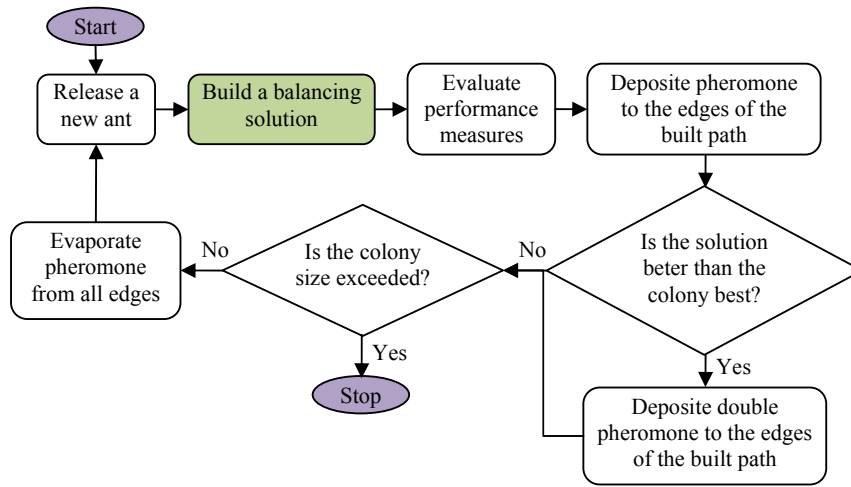 Start
Release a
new ant
Build a balancing
solution
Evaluate
performance
measures
Deposite pheromone
to the edges of the
built path
Is the solution
beter than the
colony best?
No
Yes
Deposite double
pheromone to the edges
of the built path
Is the colony
size exceeded?
No
Yes
Stop
Evaporate
pheromone
from all edges